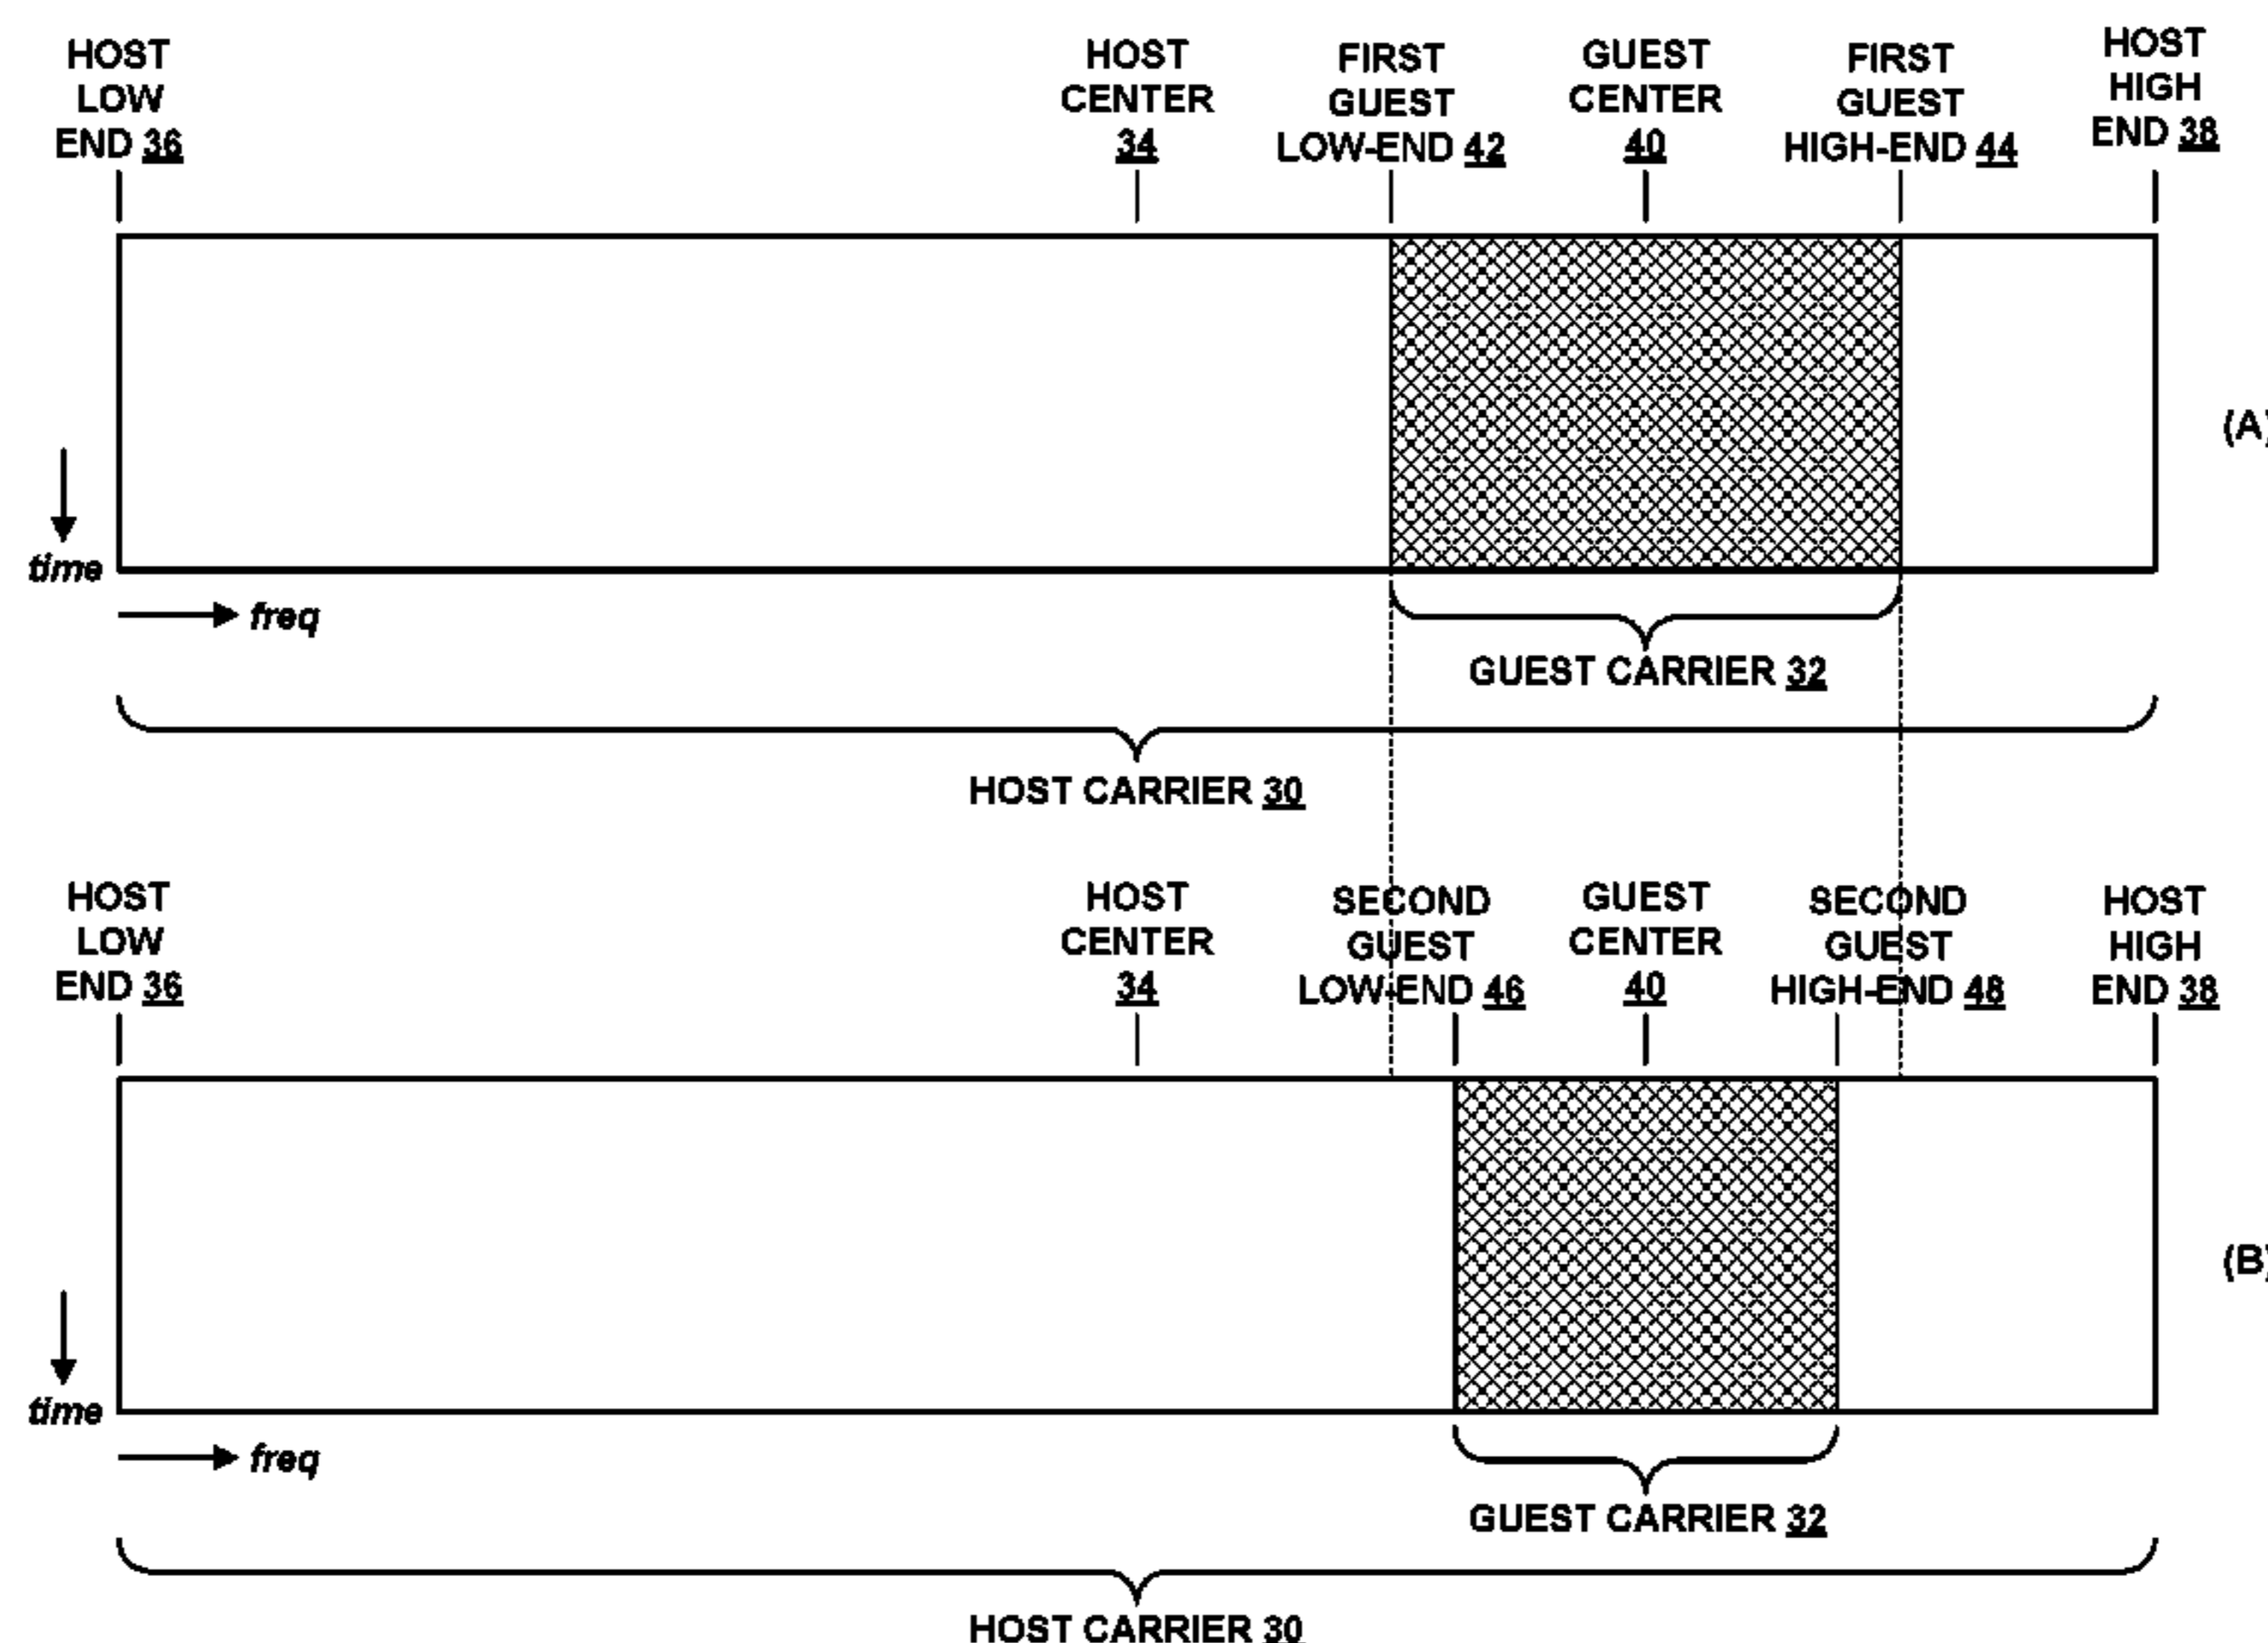 HOST
LOW
END 36
HOST
CENTER
34
FIRST
GUEST
LOW-END 42
GUEST
CENTER
40
FIRST
GUEST
HIGH-END 44
HOST
HIGH
END 38
(A)
time
freq
GUEST CARRIER 32
HOST CARRIER 30
HOST
LOW
END 36
HOST
CENTER
34
SECOND
GUEST
LOW-END 46
GUEST
CENTER
40
SECOND
GUEST
HIGH-END 48
HOST
HIGH
END 38
(B)
time
freq
GUEST CARRIER 32
HOST CARRIER 30